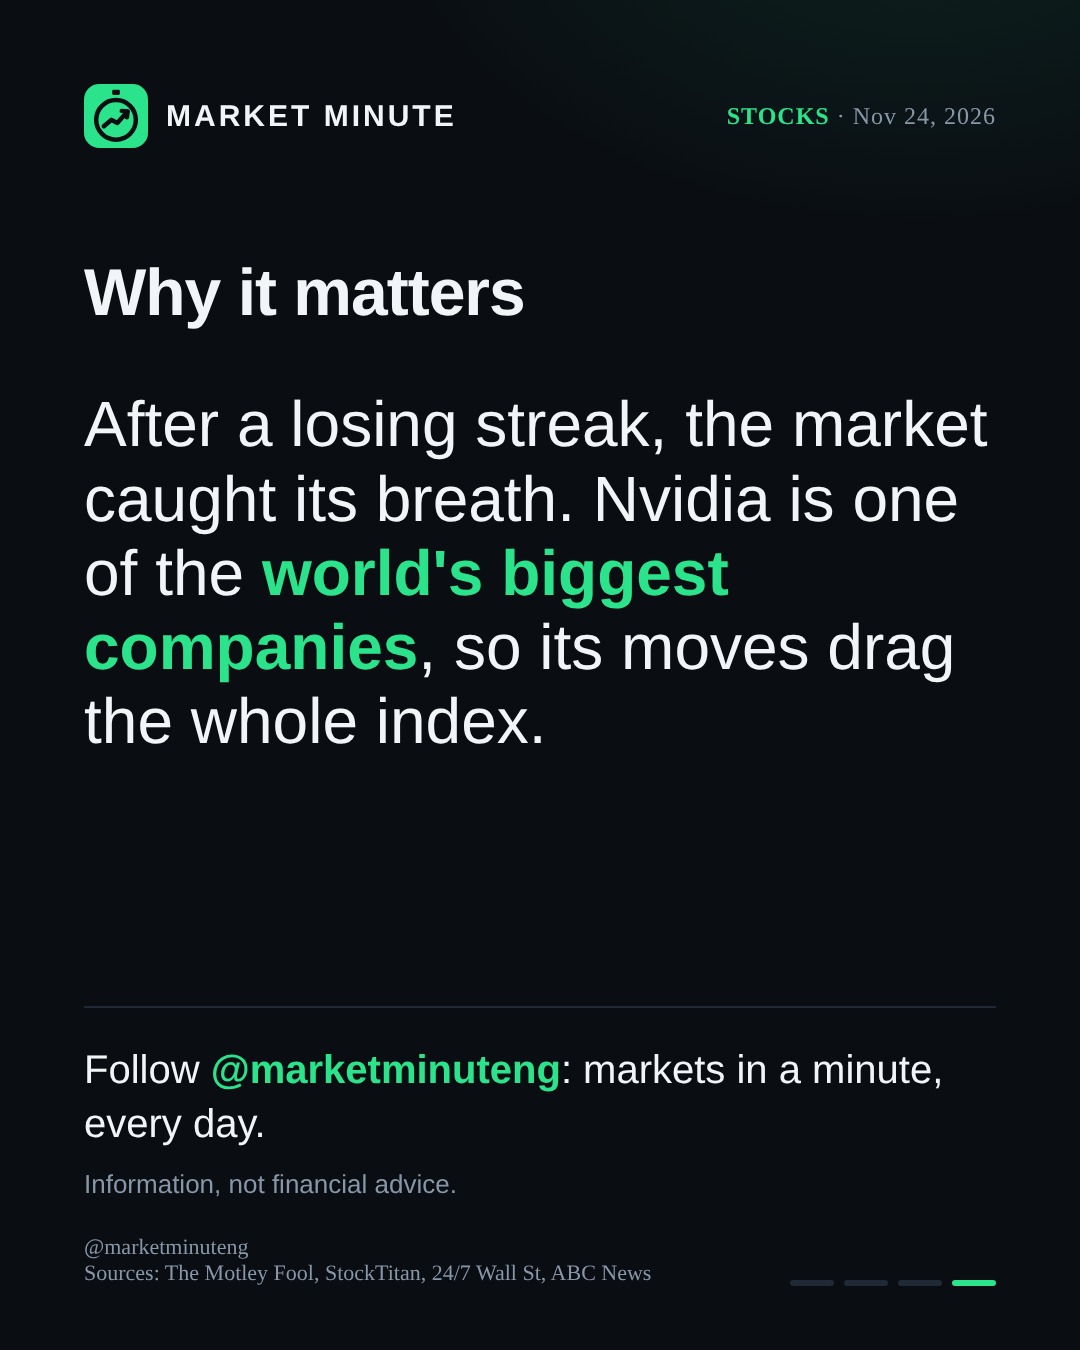 MARKET MINUTE
STOCKS · Nov 24, 2026
Why it matters
After a losing streak, the market
caught its breath. Nvidia is one
of the world's biggest
companies, so its moves drag
the whole index.
Follow @marketminuteng: markets in a minute,
every day.
Information, not financial advice.
@marketminuteng
Sources: The Motley Fool, StockTitan, 24/7 Wall St, ABC News